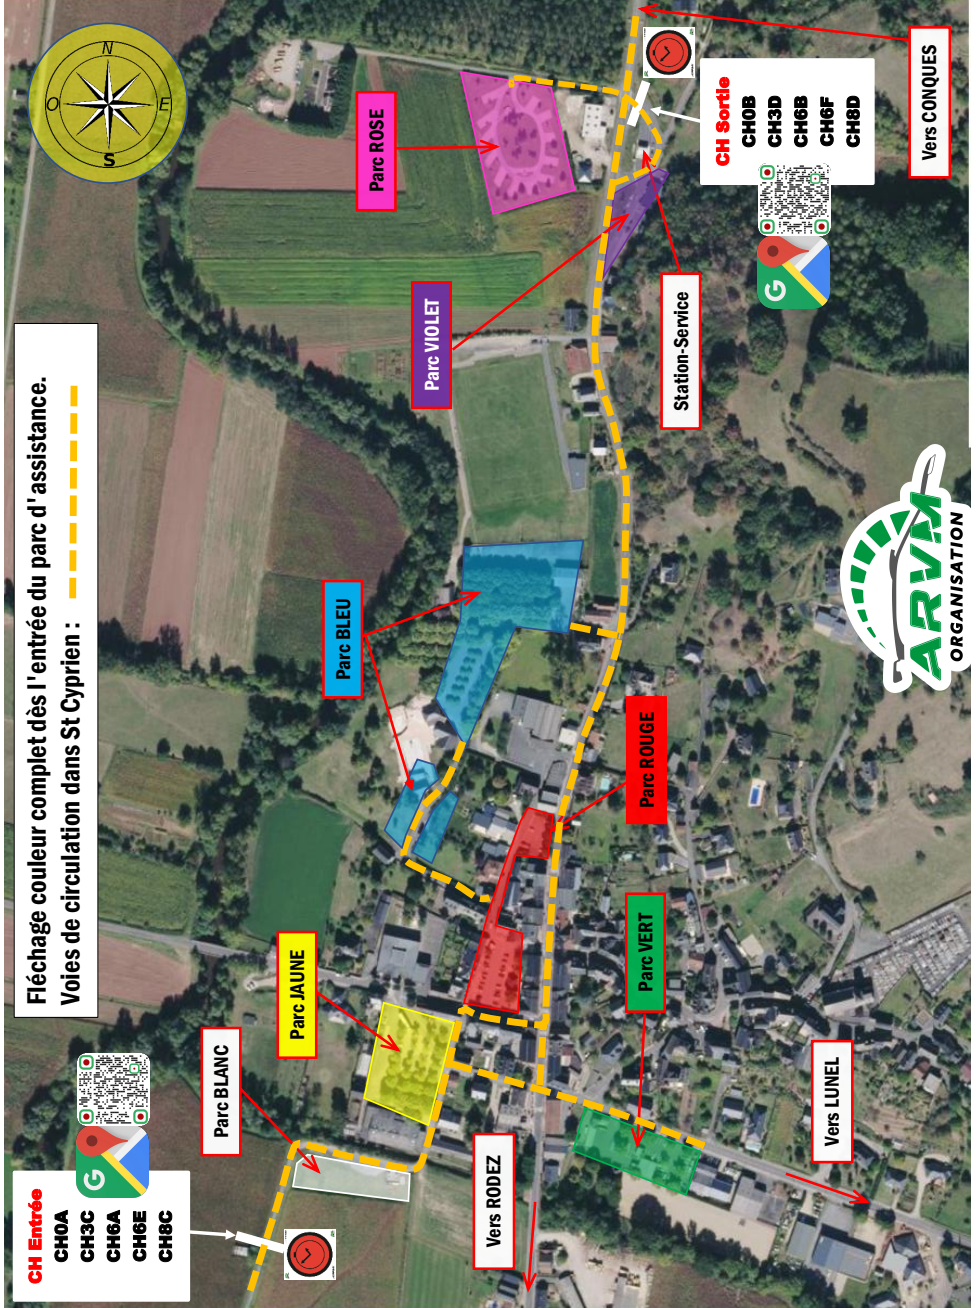 Fléchage couleur complet dès l'entrée du parc d'assistance.
Voies de circulation dans St Cyprien :
N
O
E
S
CH Entrée
CH0A
CH3C
CH6A
CH6E
CH8C
G
Parc BLANC
Parc JAUNE
Parc BLEU
Parc VIOLET
Parc ROSE
Vers RODEZ
Parc VERT
Parc ROUGE
Station-Service
CH Sortie
CH0B
CH3D
CH6B
CH6F
CH8D
G
Vers LUNEL
Vers CONQUES
ARVM
ORGANISATION